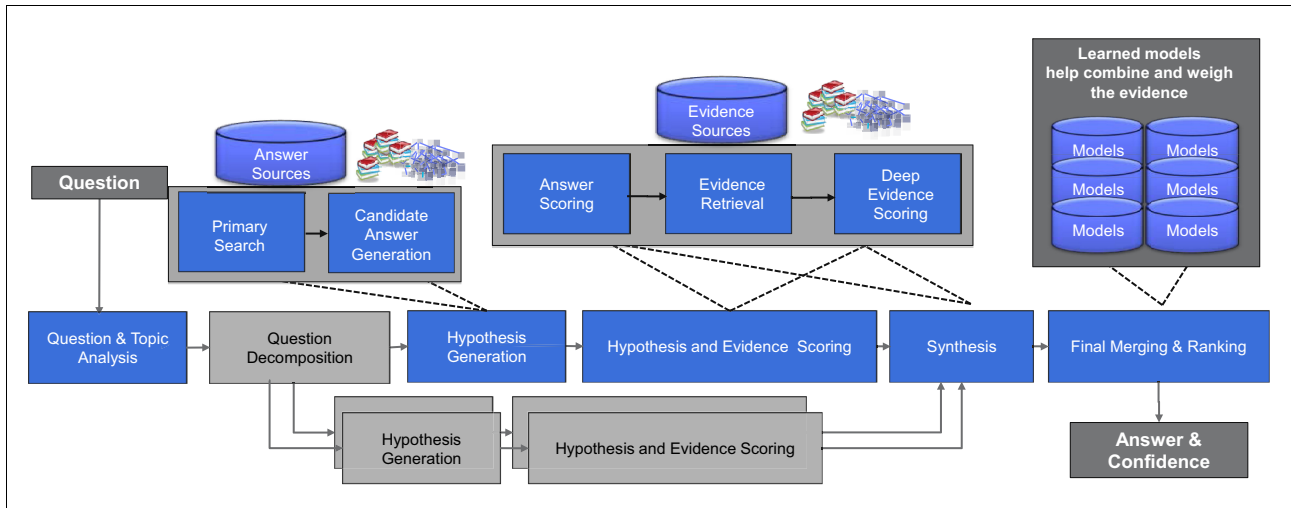 Learned models
help combine and weigh
the evidence
Models
Models
Models
Models
Models
Models
Evidence
Sources
Answer
Sources
Question
Primary
Search
Candidate
Answer
Generation
Answer
Scoring
Evidence
Retrieval
Deep
Evidence
Scoring
Question & Topic
Analysis
Question
Decomposition
Hypothesis
Generation
Hypothesis and Evidence Scoring
Synthesis
Final Merging & Ranking
Hypothesis
Generation
Hypothesis and Evidence Scoring
Answer &
Confidence